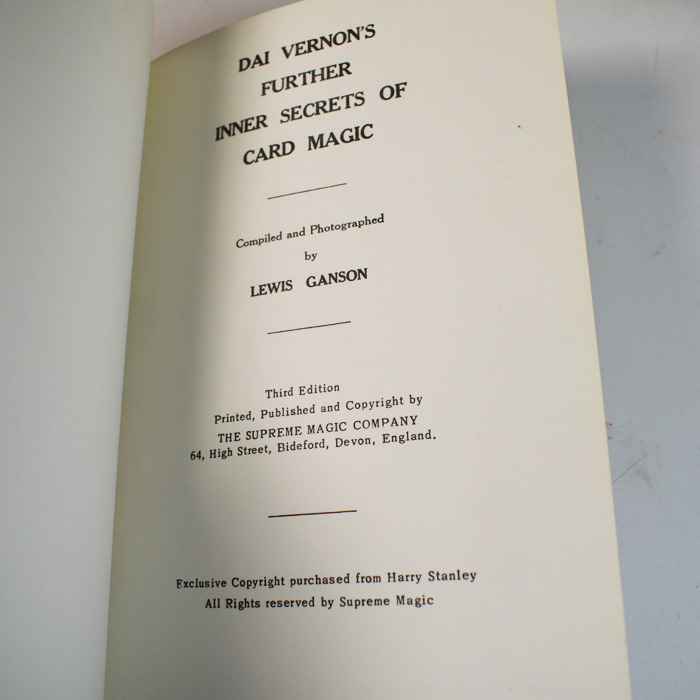 DAI VERNON'S
FURTHER
INNER SECRETS OF
CARD MAGIC
Compiled and Photographed
by
LEWIS GANSON
Third Edition
Printed, Published and Copyright by
THE SUPREME MAGIC COMPANY
64, High Street, Bideford, Devon, England.
Exclusive Copyright purchased from Harry Stanley
All Rights reserved by Supreme Magic